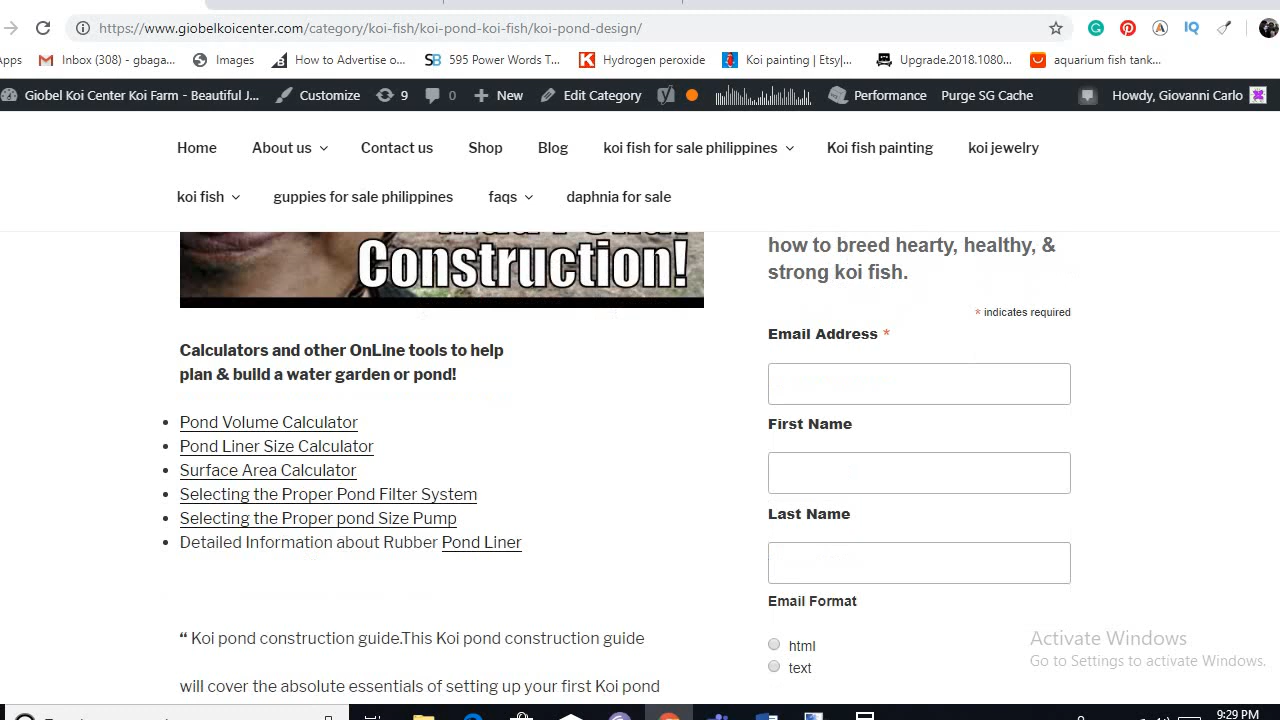 https://www.giobelkoicenter.com/category/koi-fish/koi-pond-koi-fish/koi-pond-design/
Inbox (308) - gbaga... Images How to Advertise o... 595 Power Words T... Hydrogen peroxide Koi painting | Etsy|... Upgrade.2018.1080... aquarium fish tank...
Giobel Koi Center Koi Farm - Beautiful J... Customize 9 0 New Edit Category Performance Purge SG Cache Howdy, Giovanni Carlo
Home About us Contact us Shop Blog koi fish for sale philippines Koi fish painting koi jewelry
koi fish guppies for sale philippines faqs daphnia for sale
Construction!
how to breed hearty, healthy, &
strong koi fish.
* indicates required
Email Address *
Calculators and other OnLIne tools to help
plan & build a water garden or pond!
Pond Volume Calculator
Pond Liner Size Calculator
Surface Area Calculator
Selecting the Proper Pond Filter System
Selecting the Proper pond Size Pump
Detailed Information about Rubber Pond Liner
First Name
Last Name
Email Format
html
text
“ Koi pond construction guide.This Koi pond construction guide
will cover the absolute essentials of setting up your first Koi pond
Activate Windows
Go to Settings to activate Windows.
9:29 PM